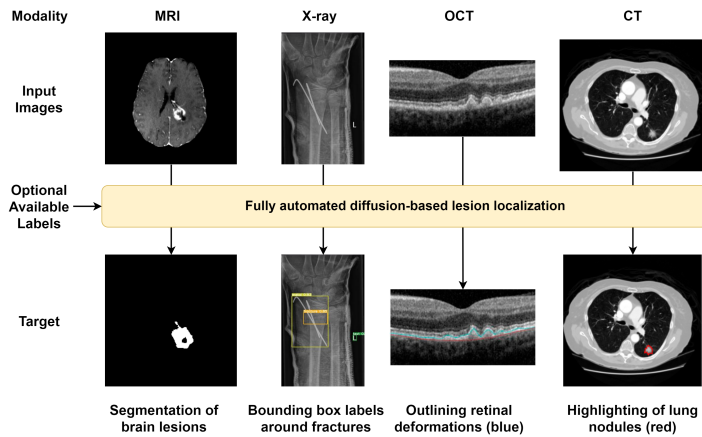 Modality
MRI
X-ray
OCT
CT
Input
Images
L
Optional
Available
Labels
Fully automated diffusion-based lesion localization
Target
Segmentation of
brain lesions
Bounding box labels
around fractures
Outlining retinal
deformations (blue)
Highlighting of lung
nodules (red)